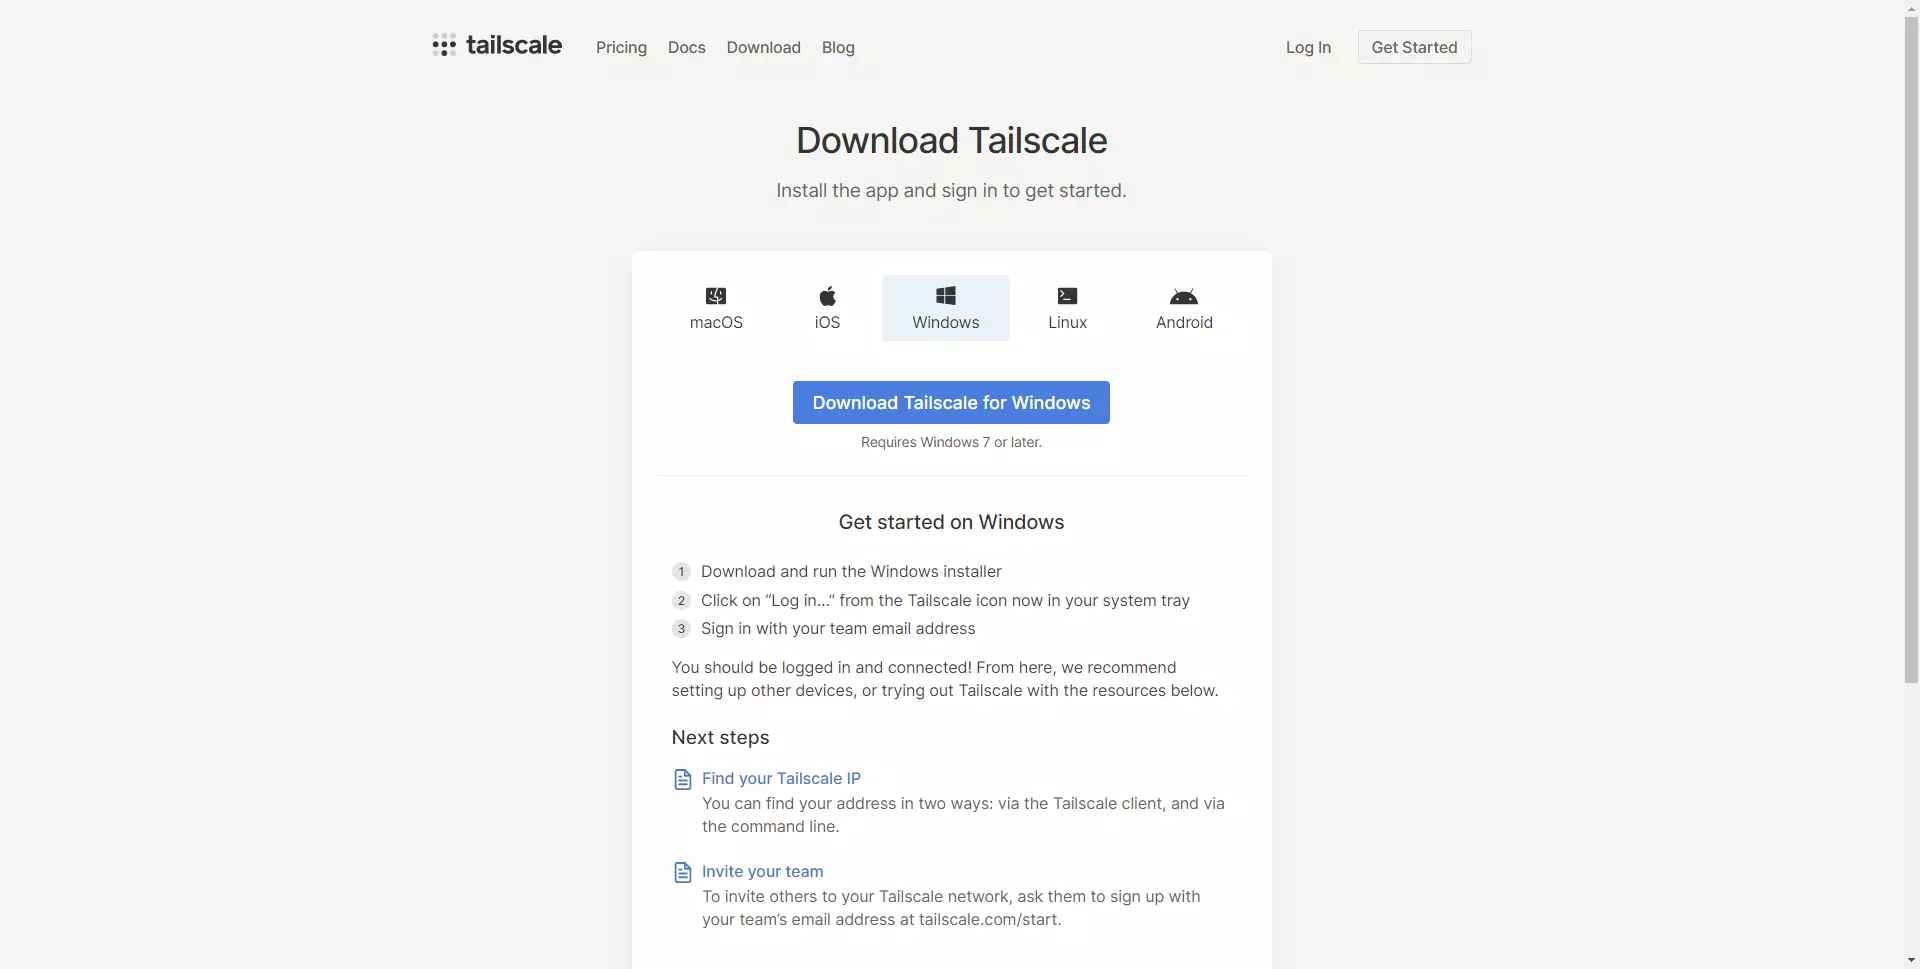 tailscale
Pricing Docs Download Blog
Log In Get Started
Download Tailscale
Install the app and sign in to get started.
macOS iOS Windows Linux Android
Download Tailscale for Windows
Requires Windows 7 or later.
Get started on Windows
1 Download and run the Windows installer
2 Click on “Log in...” from the Tailscale icon now in your system tray
3 Sign in with your team email address
You should be logged in and connected! From here, we recommend
setting up other devices, or trying out Tailscale with the resources below.
Next steps
Find your Tailscale IP
You can find your address in two ways: via the Tailscale client, and via
the command line.
Invite your team
To invite others to your Tailscale network, ask them to sign up with
your team’s email address at tailscale.com/start.